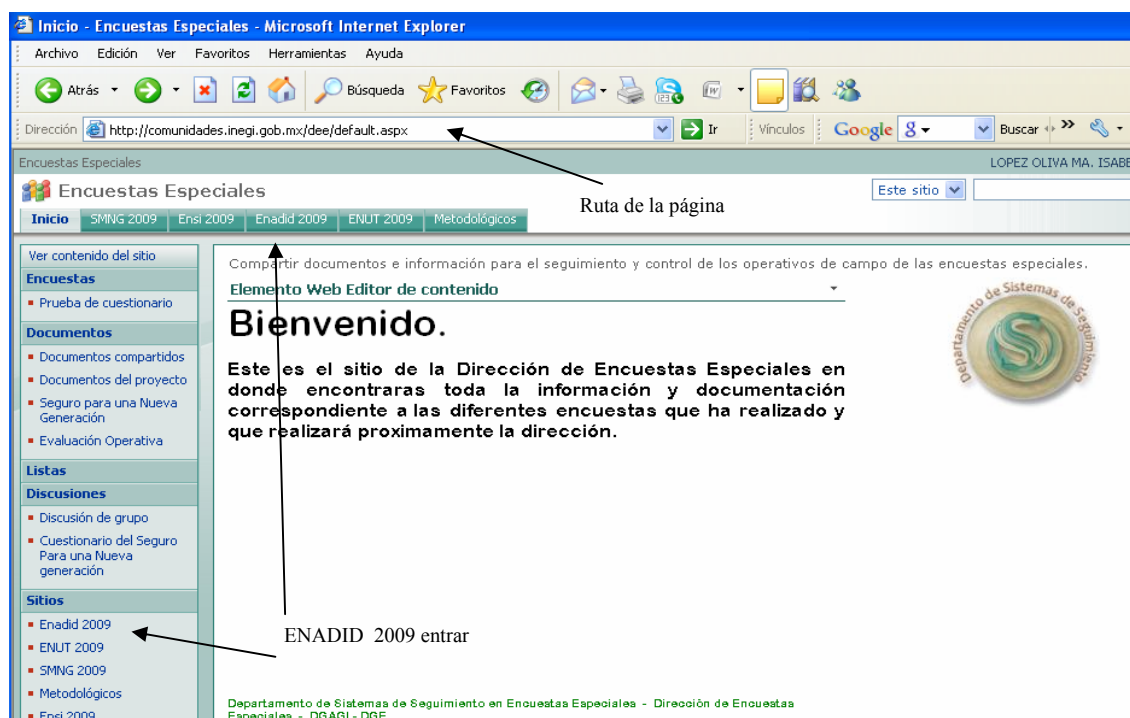 Inicio - Encuestas Especiales - Microsoft Internet Explorer
Archivo Edición Ver Favoritos Herramientas Ayuda
Atrás Búsqueda Favoritos
Dirección http://comunidades.inegi.gob.mx/dee/default.aspx Ir Vínculos Google Buscar
Encuestas Especiales LOPEZ OLIVA MA. ISABE
Encuestas Especiales Este sitio
Ruta de la página
Inicio SMNG 2009 Ensi 2009 Enadid 2009 ENUT 2009 Metodológicos
Ver contenido del sitio
Encuestas
Prueba de cuestionario
Documentos
Documentos compartidos
Documentos del proyecto
Seguro para una Nueva
Generación
Evaluación Operativa
Listas
Discusiones
Discusión de grupo
Cuestionario del Seguro
Para una Nueva
generación
Sitios
Enadid 2009
ENUT 2009
SMNG 2009
Metodológicos
Ensi 2009
Compartir documentos e información para el seguimiento y control de los operativos de campo de las encuestas especiales.
Elemento Web Editor de contenido
Bienvenido.
Este es el sitio de la Dirección de Encuestas Especiales en
donde encontraras toda la información y documentación
correspondiente a las diferentes encuestas que ha realizado y
que realizará proximamente la dirección.
Departamento de Sistemas de Seguimiento
ENADID 2009 entrar
Departamento de Sistemas de Seguimiento en Encuestas Especiales - Dirección de Encuestas
Especiales - DGAGI - DGE